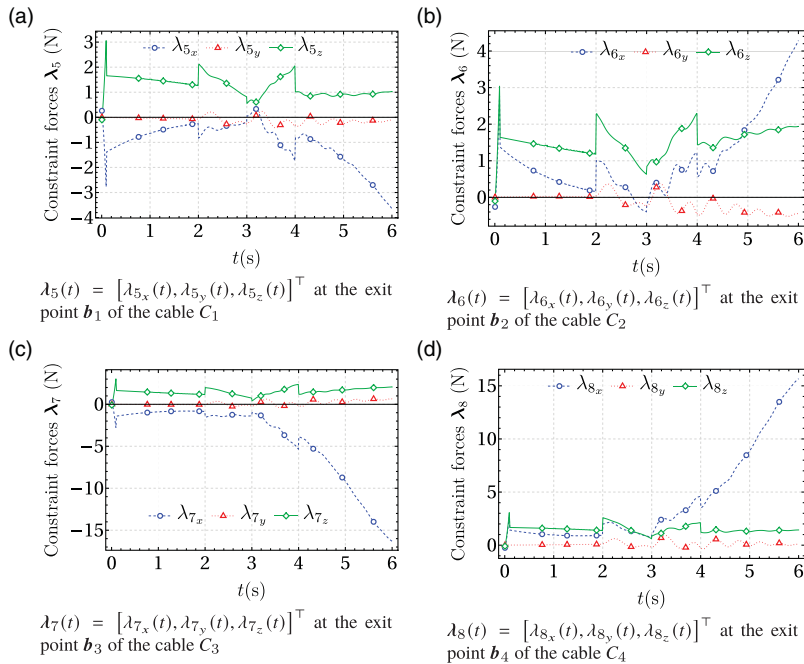 (a)
Constraint forces λ5 (N)
λ5x λ5y λ5z
3
2
1
0
−1
−2
−3
−4
0 1 2 3 4 5 6
t(s)
λ5(t) = [λ5x(t), λ5y(t), λ5z(t)]⊤ at the exit
point b1 of the cable C1
(b)
Constraint forces λ6 (N)
λ6x λ6y λ6z
4
3
2
1
0
0 1 2 3 4 5 6
t(s)
λ6(t) = [λ6x(t), λ6y(t), λ6z(t)]⊤ at the exit
point b2 of the cable C2
(c)
Constraint forces λ7 (N)
0
−5
−10
−15
λ7x λ7y λ7z
0 1 2 3 4 5 6
t(s)
λ7(t) = [λ7x(t), λ7y(t), λ7z(t)]⊤ at the exit
point b3 of the cable C3
(d)
Constraint forces λ8 (N)
λ8x λ8y λ8z
15
10
5
0
0 1 2 3 4 5 6
t(s)
λ8(t) = [λ8x(t), λ8y(t), λ8z(t)]⊤ at the exit
point b4 of the cable C4